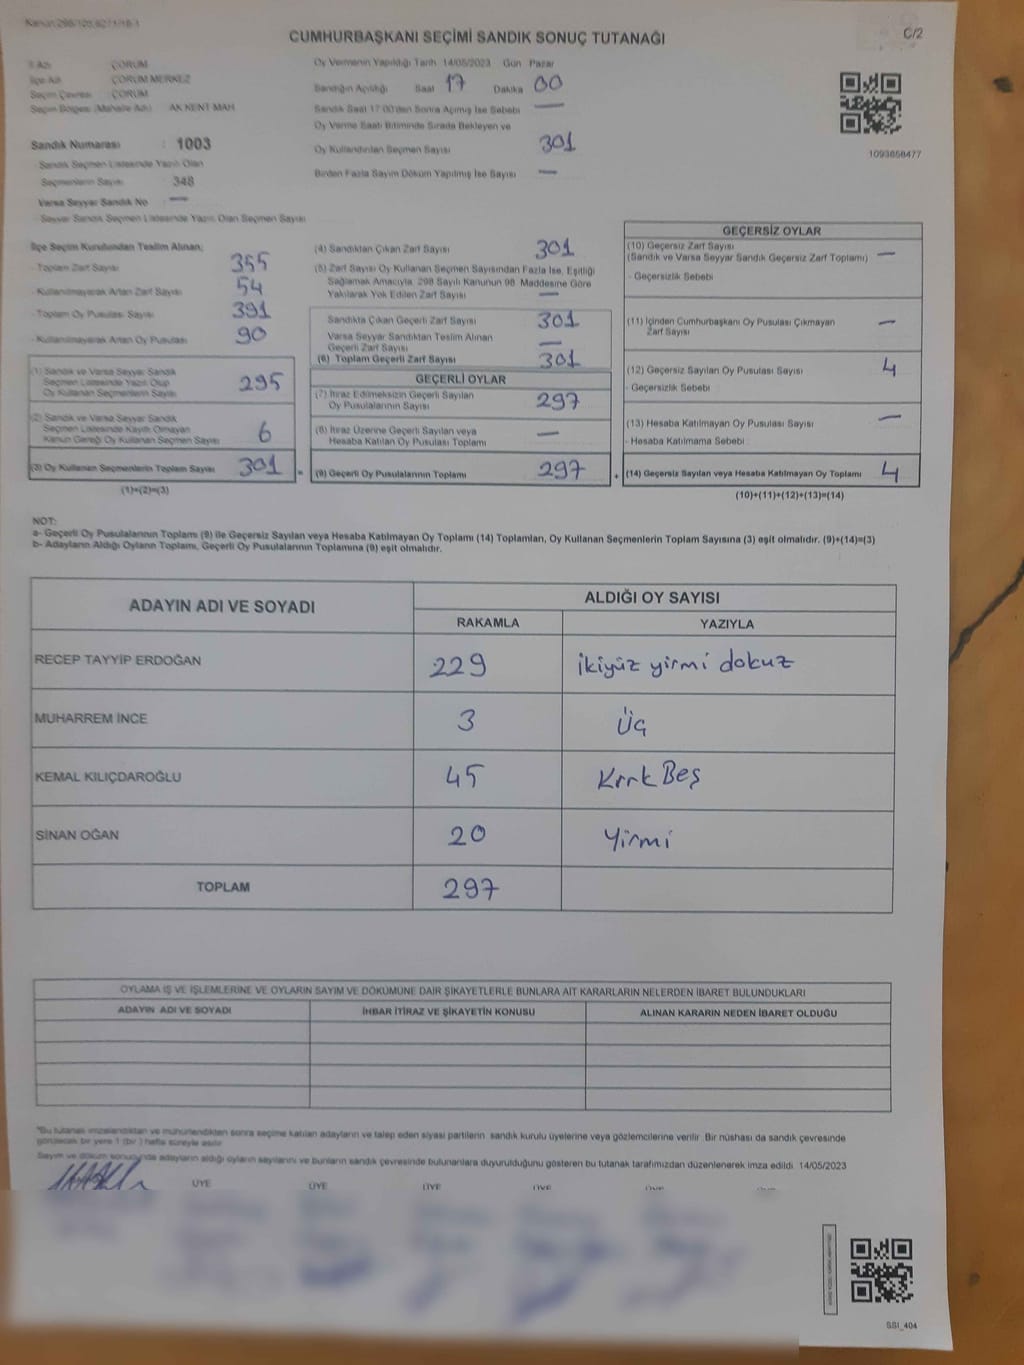 Kanun:298/105,6271/18-1
C/2
CUMHURBAŞKANI SEÇİMİ SANDIK SONUÇ TUTANAĞI
İl Adı : ÇORUM
İlçe Adı : ÇORUM MERKEZ
Seçim Çevresi : ÇORUM
Seçim Bölgesi (Mahalle Adı) : AK KENT MAH
Sandık Numarası : 1003
Sandık Seçmen Listesinde Yazılı Olan
Seçmenlerin Sayısı : 348
Varsa Seyyar Sandık No —
Seyyar Sandık Seçmen Listesinde Yazılı Olan Seçmen Sayısı
Oy Vermenin Yapıldığı Tarih 14/05/2023 Gün Pazar
Sandığın Açıldığı Saat 17 Dakika 00
Sandık Saat 17:00'den Sonra Açılmış İse Sebebi —
Oy Verme Saati Bitiminde Sırada Bekleyen ve
Oy Kullandırılan Seçmen Sayısı 301
Birden Fazla Sayım Döküm Yapılmış İse Sayısı —
1093658477
İlçe Seçim Kurulundan Teslim Alınan;
- Toplam Zarf Sayısı 355
- Kullanılmayarak Artan Zarf Sayısı 54
- Toplam Oy Pusulası Sayısı 391
- Kullanılmayarak Artan Oy Pusulası 90
(1) Sandık ve Varsa Seyyar Sandık
Seçmen Listesinde Yazılı Olup
Oy Kullanan Seçmenlerin Sayısı 295
(2) Sandık ve Varsa Seyyar Sandık
Seçmen Listesinde Kayıtlı Olmayan
Kanun Gereği Oy Kullanan Seçmen Sayısı 6
(3) Oy Kullanan Seçmenlerin Toplam Sayısı 301
(1)+(2)=(3)
(4) Sandıktan Çıkan Zarf Sayısı 301
(5) Zarf Sayısı Oy Kullanan Seçmen Sayısından Fazla İse, Eşitliği
Sağlamak Amacıyla, 298 Sayılı Kanunun 98. Maddesine Göre
Yakılarak Yok Edilen Zarf Sayısı —
Sandıkta Çıkan Geçerli Zarf Sayısı 301
Varsa Seyyar Sandıktan Teslim Alınan
Geçerli Zarf Sayısı —
(6) Toplam Geçerli Zarf Sayısı 301
GEÇERLİ OYLAR
(7) İtiraz Edilmeksizin Geçerli Sayılan
Oy Pusulalarının Sayısı 297
(8) İtiraz Üzerine Geçerli Sayılan veya
Hesaba Katılan Oy Pusulası Toplamı —
(9) Geçerli Oy Pusulalarının Toplamı 297
GEÇERSİZ OYLAR
(10) Geçersiz Zarf Sayısı
(Sandık ve Varsa Seyyar Sandık Geçersiz Zarf Toplamı) —
- Geçersizlik Sebebi
(11) İçinden Cumhurbaşkanı Oy Pusulası Çıkmayan
Zarf Sayısı —
(12) Geçersiz Sayılan Oy Pusulası Sayısı 4
- Geçersizlik Sebebi
(13) Hesaba Katılmayan Oy Pusulası Sayısı —
- Hesaba Katılmama Sebebi
(14) Geçersiz Sayılan veya Hesaba Katılmayan Oy Toplamı 4
(10)+(11)+(12)+(13)=(14)
NOT:
a- Geçerli Oy Pusulalarının Toplamı (9) ile Geçersiz Sayılan veya Hesaba Katılmayan Oy Toplamı (14) Toplamları, Oy Kullanan Seçmenlerin Toplam Sayısına (3) eşit olmalıdır. (9)+(14)=(3)
b- Adayların Aldığı Oyların Toplamı, Geçerli Oy Pusulalarının Toplamına (9) eşit olmalıdır.
ADAYIN ADI VE SOYADI
ALDIĞI OY SAYISI
RAKAMLA YAZIYLA
RECEP TAYYİP ERDOĞAN 229 ikiyüz yirmi dokuz
MUHARREM İNCE 3 Üç
KEMAL KILIÇDAROĞLU 45 Kırk Beş
SİNAN OĞAN 20 Yirmi
TOPLAM 297
OYLAMA İŞ VE İŞLEMLERİNE VE OYLARIN SAYIM VE DÖKÜMÜNE DAİR ŞİKAYETLERLE BUNLARA AİT KARARLARIN NELERDEN İBARET BULUNDUKLARI
ADAYIN ADI VE SOYADI İHBAR İTİRAZ VE ŞİKAYETİN KONUSU ALINAN KARARIN NEDEN İBARET OLDUĞU
*Bu tutanak imzalandıktan ve mühürlendikten sonra seçime katılan adayların ve talep eden siyasi partilerin sandık kurulu üyelerine veya gözlemcilerine verilir. Bir nüshası da sandık çevresinde
görülecek bir yere 1 (bir) hafta süreyle asılır.
Sayım ve döküm sonucunda adayların aldığı oyların sayılarını ve bunların sandık çevresinde bulunanlara duyurulduğunu gösteren bu tutanak tarafımızdan düzenlenerek imza edildi. 14/05/2023
ÜYE ÜYE ÜYE ÜYE
SSI_404